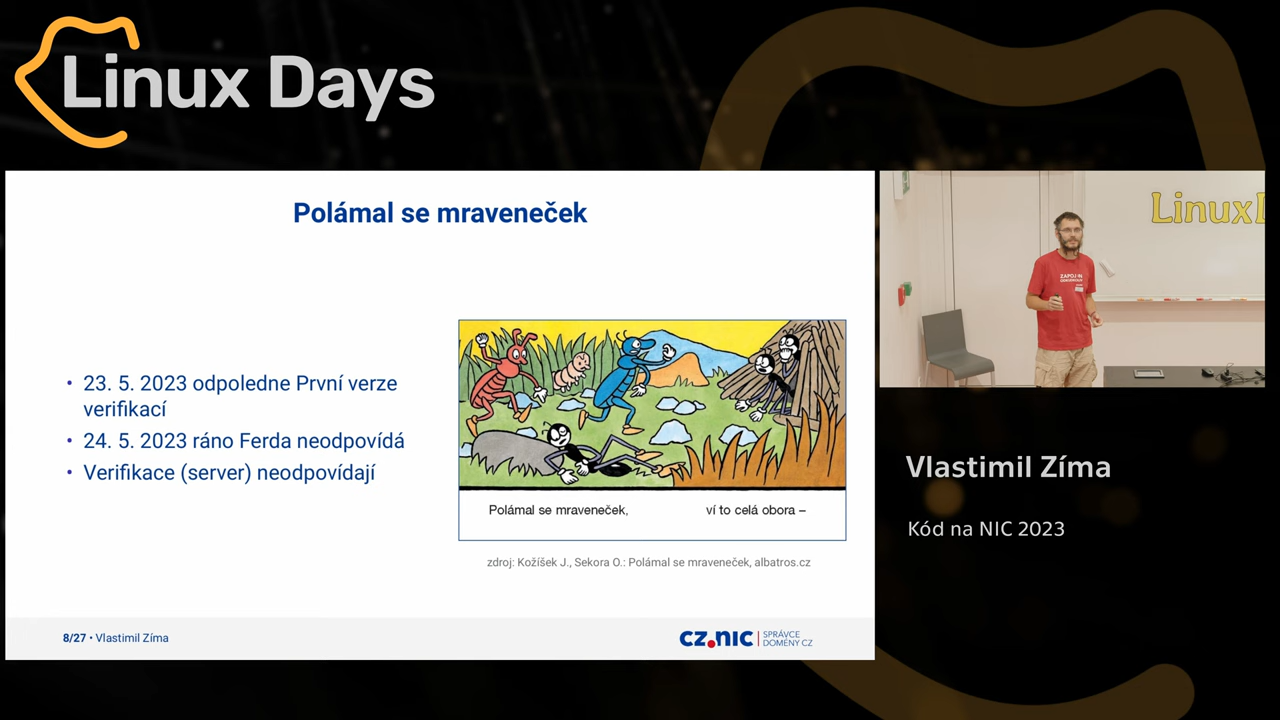 Linux Days
Polámal se mraveneček
• 23. 5. 2023 odpoledne První verze
verifikací
• 24. 5. 2023 ráno Ferda neodpovídá
• Verifikace (server) neodpovídají
Polámal se mraveneček, ví to celá obora –
zdroj: Kožíšek J., Sekora O.: Polámal se mraveneček, albatros.cz
8/27 • Vlastimil Zíma
CZ.NIC SPRÁVCE
DOMÉNY CZ
LinuxD
Vlastimil Zíma
Kód na NIC 2023